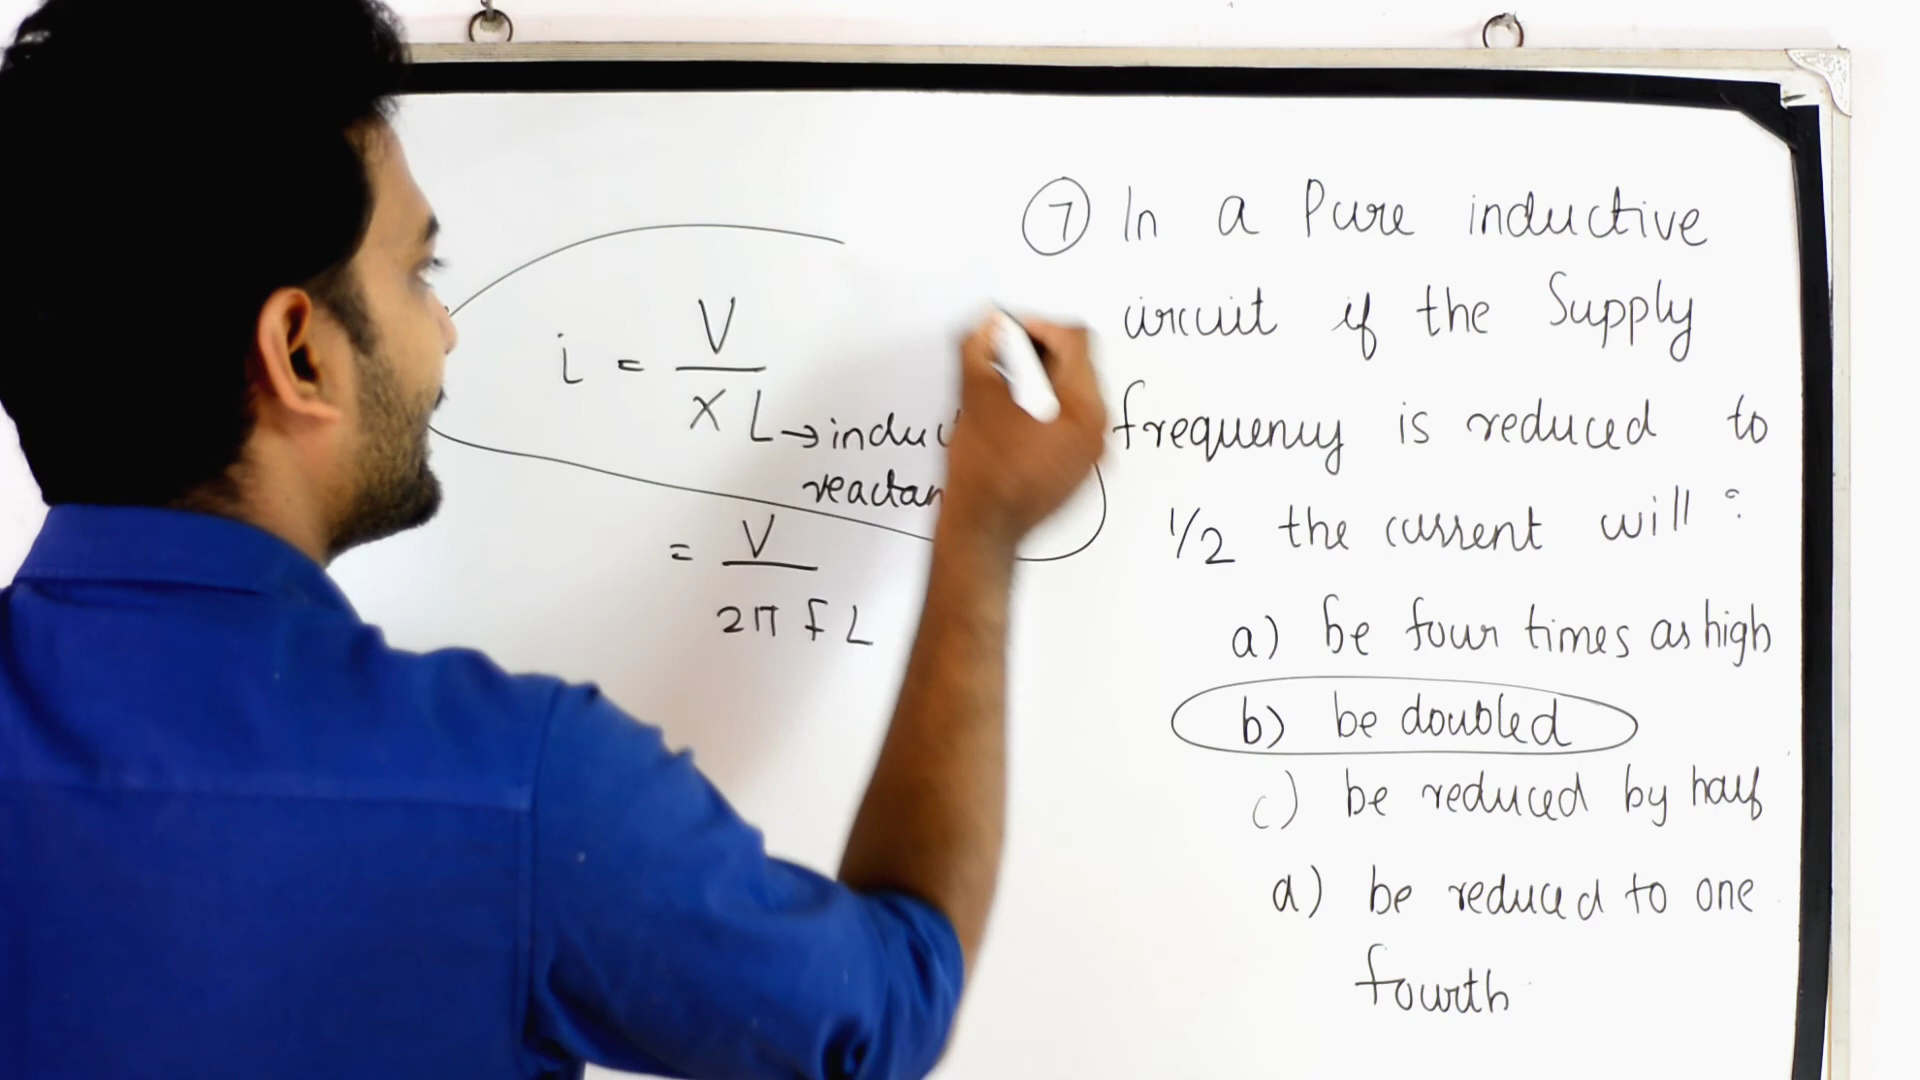 i = V / XL → induc
reactan
= V / 2π f L
⑦ In a Pure inductive
circuit if the Supply
frequency is reduced to
1/2 the current will :
a) be four times as high
b) be doubled
c) be reduced by half
d) be reduced to one
fourth